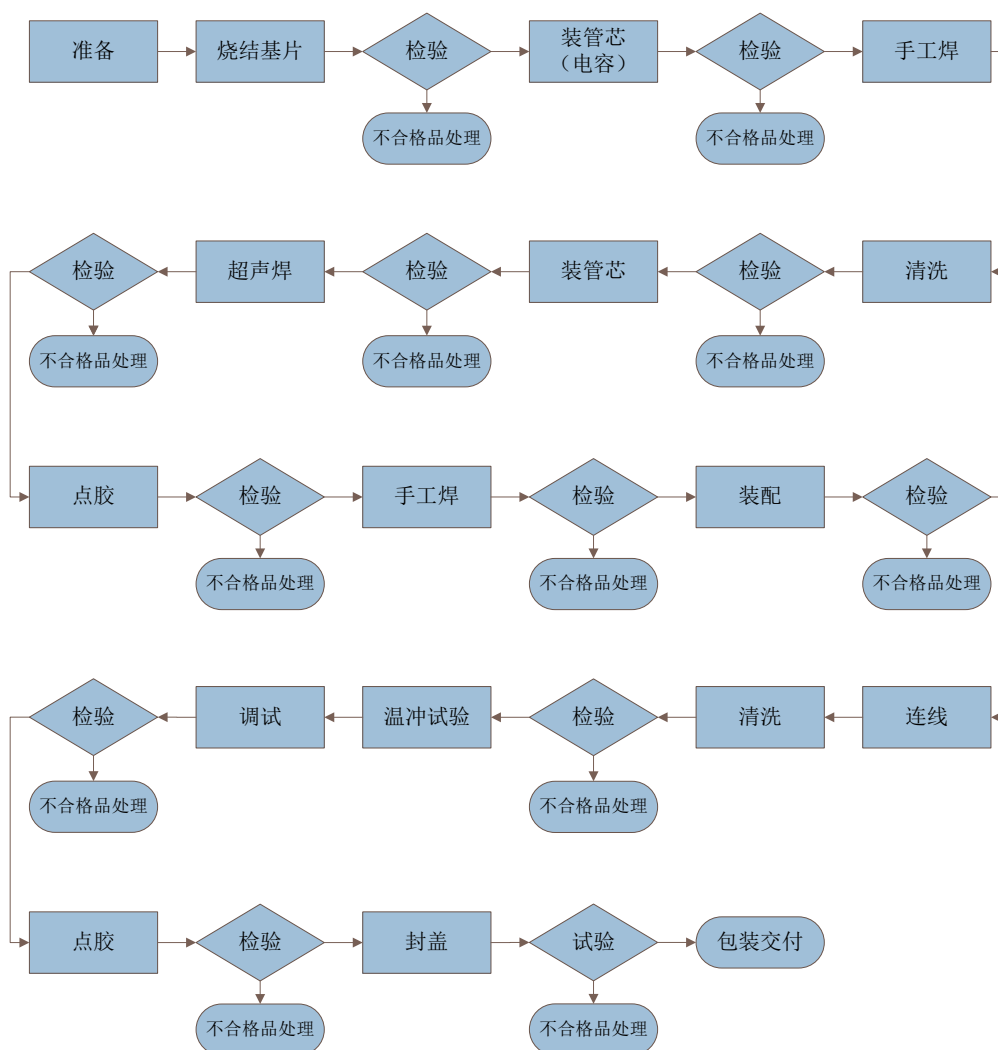 准备
烧结基片
检验
装管芯
（电容）
检验
手工焊
不合格品处理
不合格品处理
检验
超声焊
检验
装管芯
检验
清洗
不合格品处理
不合格品处理
不合格品处理
点胶
检验
手工焊
检验
装配
检验
不合格品处理
不合格品处理
不合格品处理
检验
调试
温冲试验
检验
清洗
连线
不合格品处理
不合格品处理
点胶
检验
封盖
试验
包装交付
不合格品处理
不合格品处理